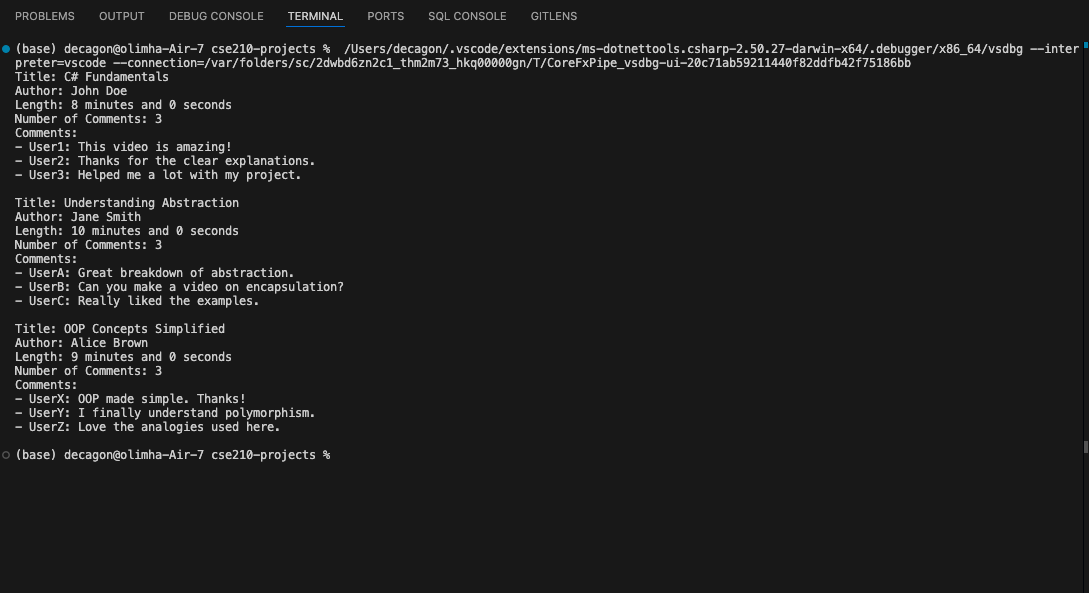 PROBLEMS OUTPUT DEBUG CONSOLE TERMINAL PORTS SQL CONSOLE GITLENS
(base) decagon@olimha-Air-7 cse210-projects %  /Users/decagon/.vscode/extensions/ms-dotnettools.csharp-2.50.27-darwin-x64/.debugger/x86_64/vsdbg --inter
preter=vscode --connection=/var/folders/sc/2dwbd6zn2c1_thm2m73_hkq00000gn/T/CoreFxPipe_vsdbg-ui-20c71ab59211440f82ddfb42f75186bb
Title: C# Fundamentals
Author: John Doe
Length: 8 minutes and 0 seconds
Number of Comments: 3
Comments:
- User1: This video is amazing!
- User2: Thanks for the clear explanations.
- User3: Helped me a lot with my project.
Title: Understanding Abstraction
Author: Jane Smith
Length: 10 minutes and 0 seconds
Number of Comments: 3
Comments:
- UserA: Great breakdown of abstraction.
- UserB: Can you make a video on encapsulation?
- UserC: Really liked the examples.
Title: OOP Concepts Simplified
Author: Alice Brown
Length: 9 minutes and 0 seconds
Number of Comments: 3
Comments:
- UserX: OOP made simple. Thanks!
- UserY: I finally understand polymorphism.
- UserZ: Love the analogies used here.
(base) decagon@olimha-Air-7 cse210-projects %